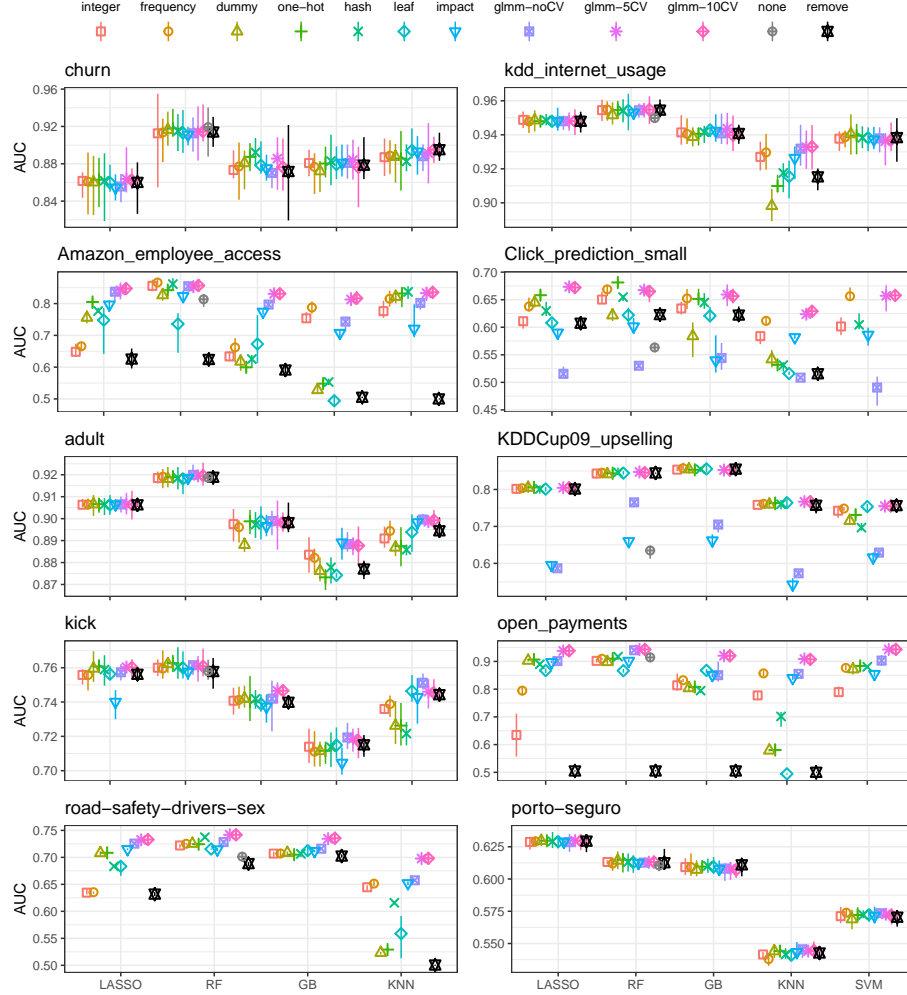 integer frequency dummy one-hot hash leaf impact glmm-noCV glmm-5CV glmm-10CV none remove
churn
AUC
0.96
0.92
0.88
0.84
kdd_internet_usage
0.96
0.94
0.92
0.90
Amazon_employee_access
AUC
0.8
0.7
0.6
0.5
Click_prediction_small
0.70
0.65
0.60
0.55
0.50
0.45
adult
AUC
0.92
0.91
0.90
0.89
0.88
0.87
KDDCup09_upselling
0.8
0.7
0.6
kick
AUC
0.76
0.74
0.72
0.70
open_payments
0.9
0.8
0.7
0.6
0.5
road-safety-drivers-sex
AUC
0.75
0.70
0.65
0.60
0.55
0.50
LASSO RF GB KNN
porto-seguro
0.625
0.600
0.575
0.550
LASSO RF GB KNN SVM